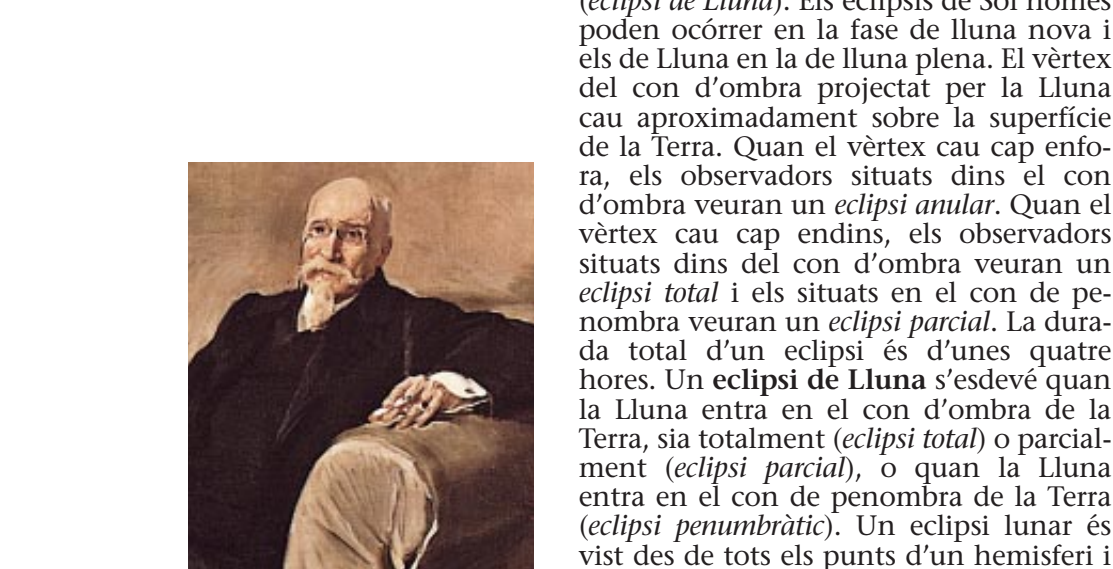 (eclipsi de Lluna). Els eclipsis de Sol només
poden ocórrer en la fase de lluna nova i
els de Lluna en la de lluna plena. El vèrtex
del con d’ombra projectat per la Lluna
cau aproximadament sobre la superfície
de la Terra. Quan el vèrtex cau cap enfo-
ra, els observadors situats dins el con
d’ombra veuran un eclipsi anular. Quan el
vèrtex cau cap endins, els observadors
situats dins del con d’ombra veuran un
eclipsi total i els situats en el con de pe-
nombra veuran un eclipsi parcial. La dura-
da total d’un eclipsi és d’unes quatre
hores. Un eclipsi de Lluna s’esdevé quan
la Lluna entra en el con d’ombra de la
Terra, sia totalment (eclipsi total) o parcial-
ment (eclipsi parcial), o quan la Lluna
entra en el con de penombra de la Terra
(eclipsi penumbràtic). Un eclipsi lunar és
vist des de tots els punts d’un hemisferi i